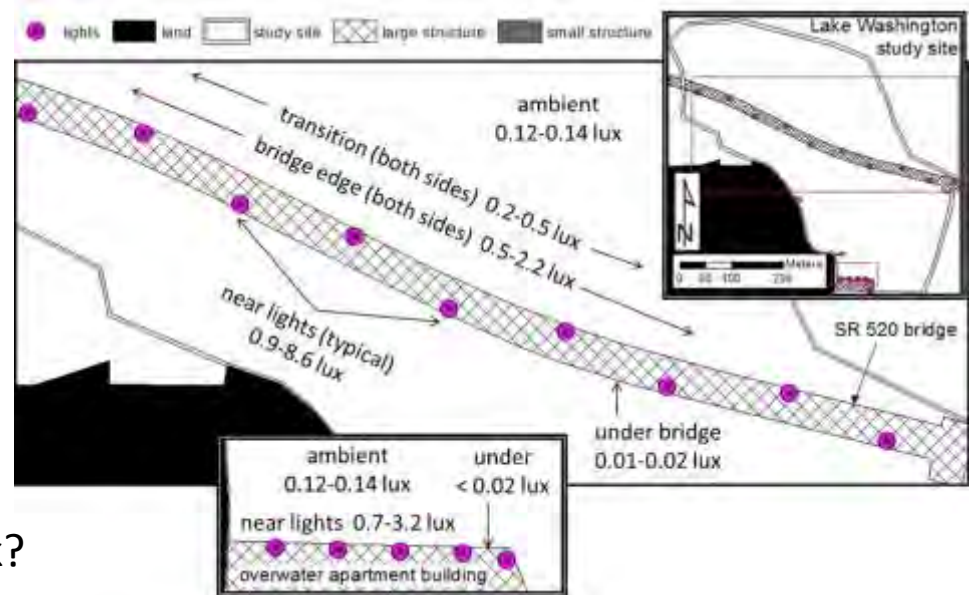 lights land study site large structure small structure
Lake Washington
study site
ambient
0.12-0.14 lux
transition (both sides) 0.2-0.5 lux
bridge edge (both sides) 0.5-2.2 lux
N
Meters
0
200
near lights (typical)
0.9-8.6 lux
SR 520 bridge
under bridge
0.01-0.02 lux
ambient
0.12-0.14 lux
under
< 0.02 lux
near lights 0.7-3.2 lux
overwater apartment building
?